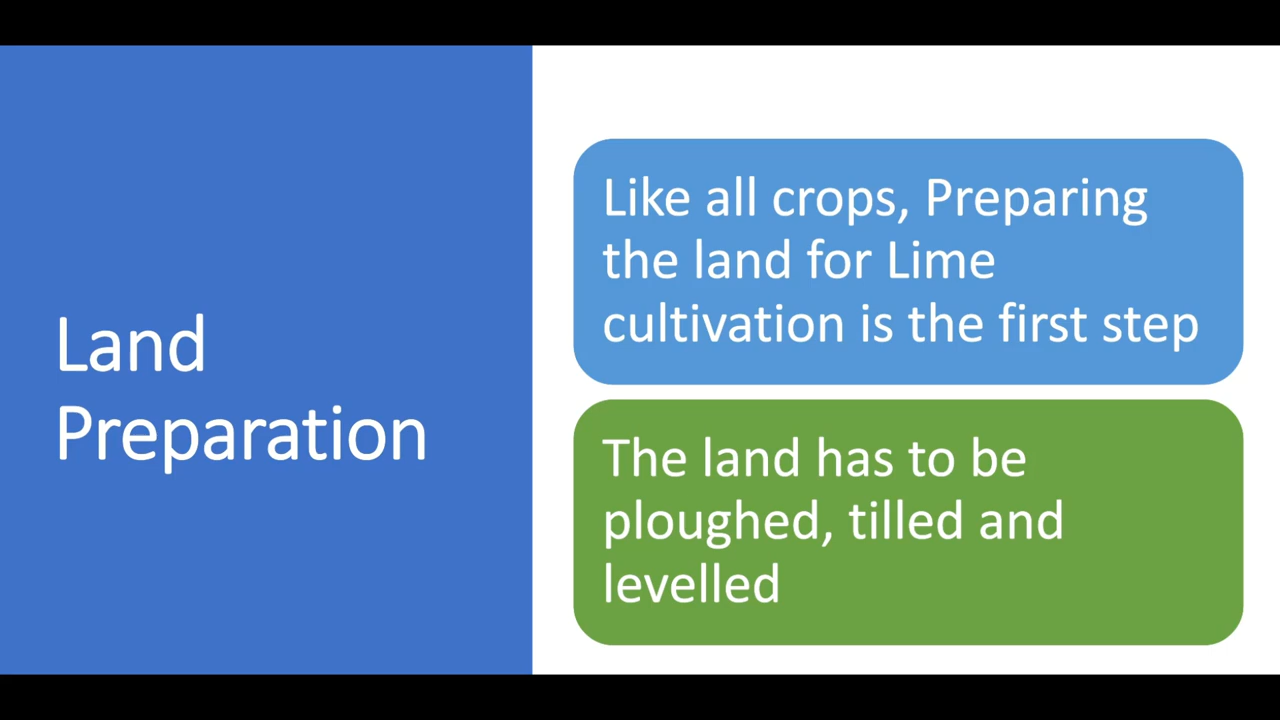 Land
Preparation
Like all crops, Preparing
the land for Lime
cultivation is the first step
The land has to be
ploughed, tilled and
levelled